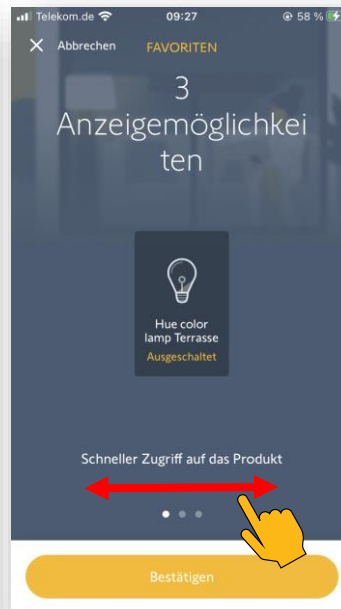 Telekom.de 09:27 58 %
Abbrechen FAVORITEN
3
Anzeigemöglichkei
ten
Hue color
lamp Terrasse
Ausgeschaltet
Schneller Zugriff auf das Produkt
Bestätigen